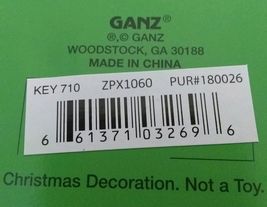 GANZ®
®,© GANZ
WOODSTOCK, GA 30188
MADE IN CHINA
KEY 710 ZPX1060 PUR#180026
6 61371 03269 6
Christmas Decoration. Not a Toy.